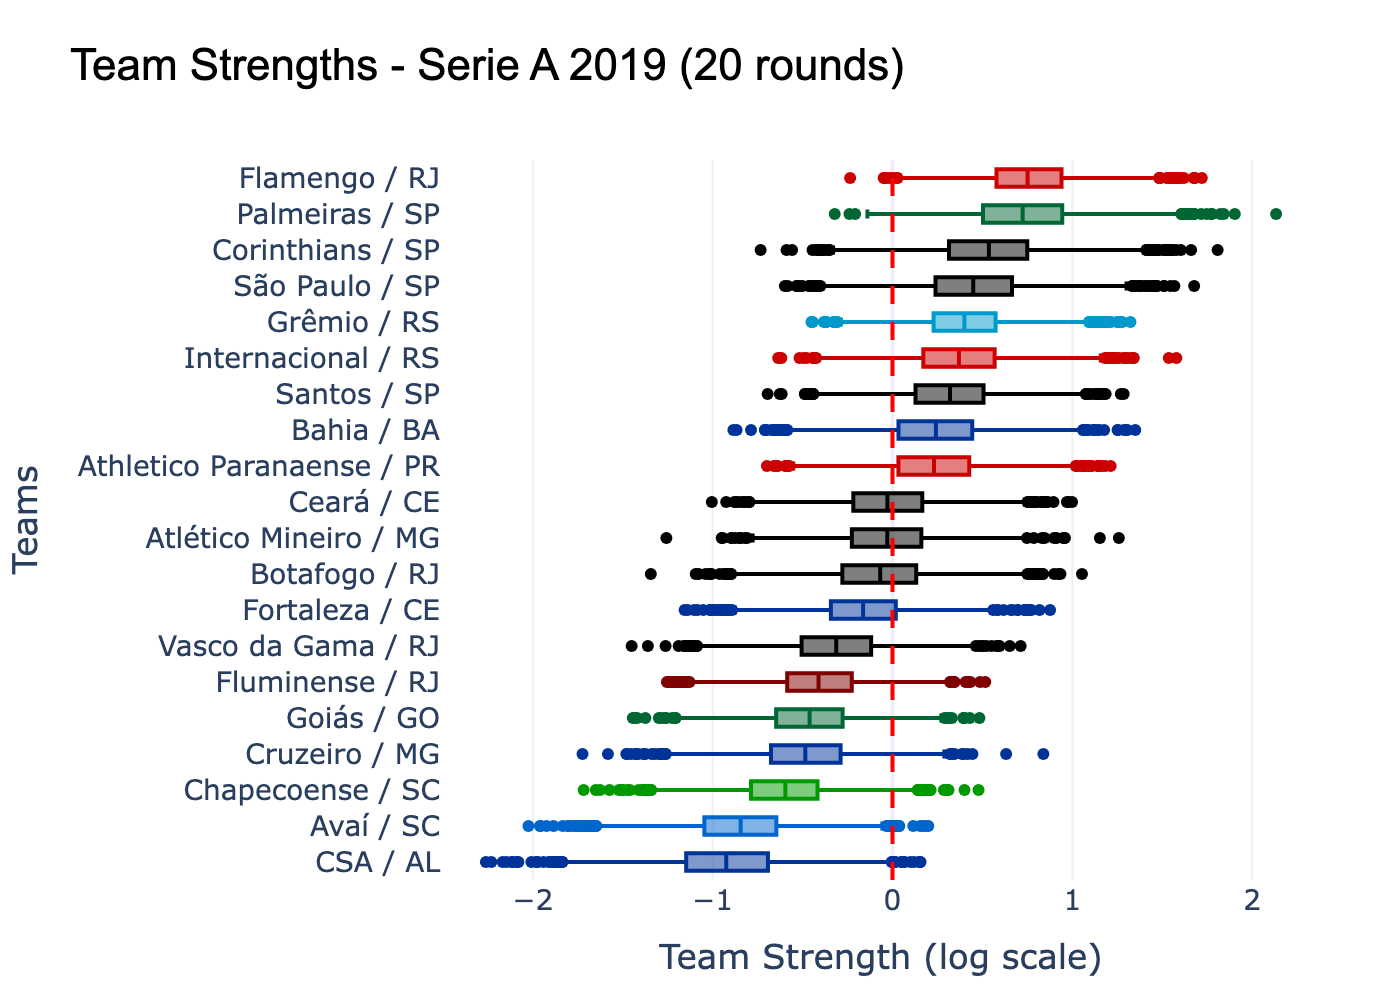 Team Strengths - Serie A 2019 (20 rounds)
Teams
Flamengo / RJ
Palmeiras / SP
Corinthians / SP
São Paulo / SP
Grêmio / RS
Internacional / RS
Santos / SP
Bahia / BA
Athletico Paranaense / PR
Ceará / CE
Atlético Mineiro / MG
Botafogo / RJ
Fortaleza / CE
Vasco da Gama / RJ
Fluminense / RJ
Goiás / GO
Cruzeiro / MG
Chapecoense / SC
Avaí / SC
CSA / AL
−2 −1 0 1 2
Team Strength (log scale)